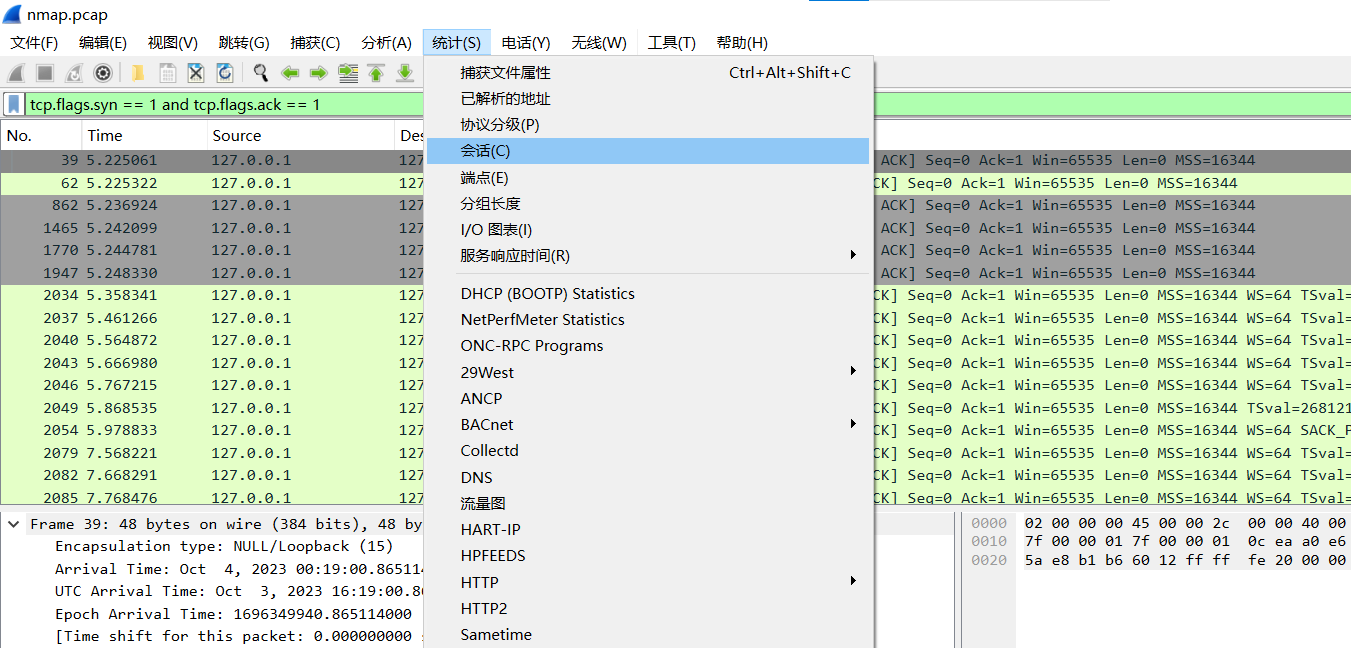 nmap.pcap
文件(F) 编辑(E) 视图(V) 跳转(G) 捕获(C) 分析(A) 统计(S) 电话(Y) 无线(W) 工具(T) 帮助(H)
tcp.flags.syn == 1 and tcp.flags.ack == 1
No. Time Source Des
39 5.225061 127.0.0.1 127 ACK] Seq=0 Ack=1 Win=65535 Len=0 MSS=16344
62 5.225322 127.0.0.1 127 CK] Seq=0 Ack=1 Win=65535 Len=0 MSS=16344
862 5.236924 127.0.0.1 127 ACK] Seq=0 Ack=1 Win=65535 Len=0 MSS=16344
1465 5.242099 127.0.0.1 127 ACK] Seq=0 Ack=1 Win=65535 Len=0 MSS=16344
1770 5.244781 127.0.0.1 127 ACK] Seq=0 Ack=1 Win=65535 Len=0 MSS=16344
1947 5.248330 127.0.0.1 127 ACK] Seq=0 Ack=1 Win=65535 Len=0 MSS=16344
2034 5.358341 127.0.0.1 127 CK] Seq=0 Ack=1 Win=65535 Len=0 MSS=16344 WS=64 TSval=
2037 5.461266 127.0.0.1 127 CK] Seq=0 Ack=1 Win=65535 Len=0 MSS=16344 WS=64 TSval=
2040 5.564872 127.0.0.1 127 CK] Seq=0 Ack=1 Win=65535 Len=0 MSS=16344 WS=64 TSval=
2043 5.666980 127.0.0.1 127 CK] Seq=0 Ack=1 Win=65535 Len=0 MSS=16344 WS=64 TSval=
2046 5.767215 127.0.0.1 127 CK] Seq=0 Ack=1 Win=65535 Len=0 MSS=16344 WS=64 TSval=
2049 5.868535 127.0.0.1 127 CK] Seq=0 Ack=1 Win=65535 Len=0 MSS=16344 TSval=268121
2054 5.978833 127.0.0.1 127 CK] Seq=0 Ack=1 Win=65535 Len=0 MSS=16344 WS=64 SACK_P
2079 7.568221 127.0.0.1 127 CK] Seq=0 Ack=1 Win=65535 Len=0 MSS=16344 WS=64 TSval=
2082 7.668291 127.0.0.1 127 CK] Seq=0 Ack=1 Win=65535 Len=0 MSS=16344 WS=64 TSval=
2085 7.768476 127.0.0.1 127 CK] Seq=0 Ack=1 Win=65535 Len=0 MSS=16344 WS=64 TSval=
捕获文件属性 Ctrl+Alt+Shift+C
已解析的地址
协议分级(P)
会话(C)
端点(E)
分组长度
I/O 图表(I)
服务响应时间(R)
DHCP (BOOTP) Statistics
NetPerfMeter Statistics
ONC-RPC Programs
29West
ANCP
BACnet
Collectd
DNS
流量图
HART-IP
HPFEEDS
HTTP
HTTP2
Sametime
Frame 39: 48 bytes on wire (384 bits), 48 by
Encapsulation type: NULL/Loopback (15)
Arrival Time: Oct  4, 2023 00:19:00.865114
UTC Arrival Time: Oct  3, 2023 16:19:00.86
Epoch Arrival Time: 1696349940.865114000
[Time shift for this packet: 0.000000000
0000 02 00 00 00 45 00 00 2c 00 00 40 00
0010 7f 00 00 01 7f 00 00 01 0c ea a0 e6
0020 5a e8 b1 b6 60 12 ff ff fe 20 00 00